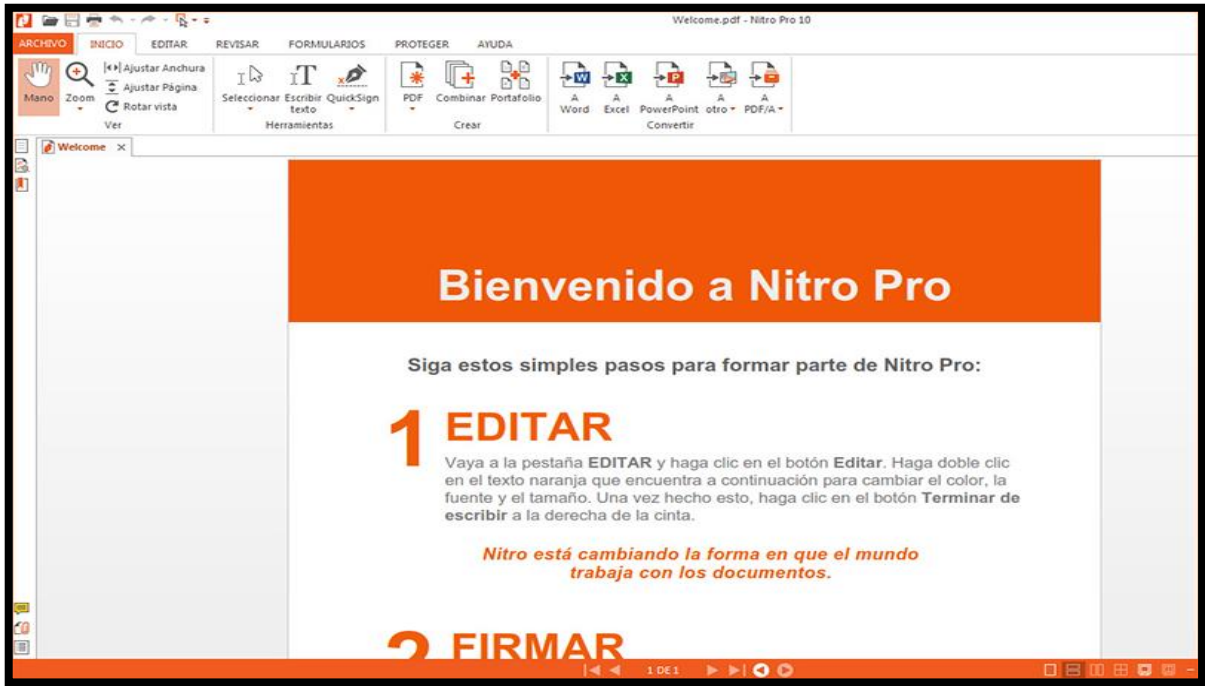 Welcome.pdf - Nitro Pro 10
ARCHIVO INICIO EDITAR REVISAR FORMULARIOS PROTEGER AYUDA
Mano
Zoom
Ajustar Anchura
Ajustar Página
Rotar vista
Ver
Seleccionar
Escribir texto
QuickSign
Herramientas
PDF
Combinar
Portafolio
Crear
A Word
A Excel
A PowerPoint
A otro
A PDF/A
Convertir
Welcome
Bienvenido a Nitro Pro
Siga estos simples pasos para formar parte de Nitro Pro:
1 EDITAR
Vaya a la pestaña EDITAR y haga clic en el botón Editar. Haga doble clic
en el texto naranja que encuentra a continuación para cambiar el color, la
fuente y el tamaño. Una vez hecho esto, haga clic en el botón Terminar de
escribir a la derecha de la cinta.
Nitro está cambiando la forma en que el mundo
trabaja con los documentos.
2 FIRMAR
1 DE 1